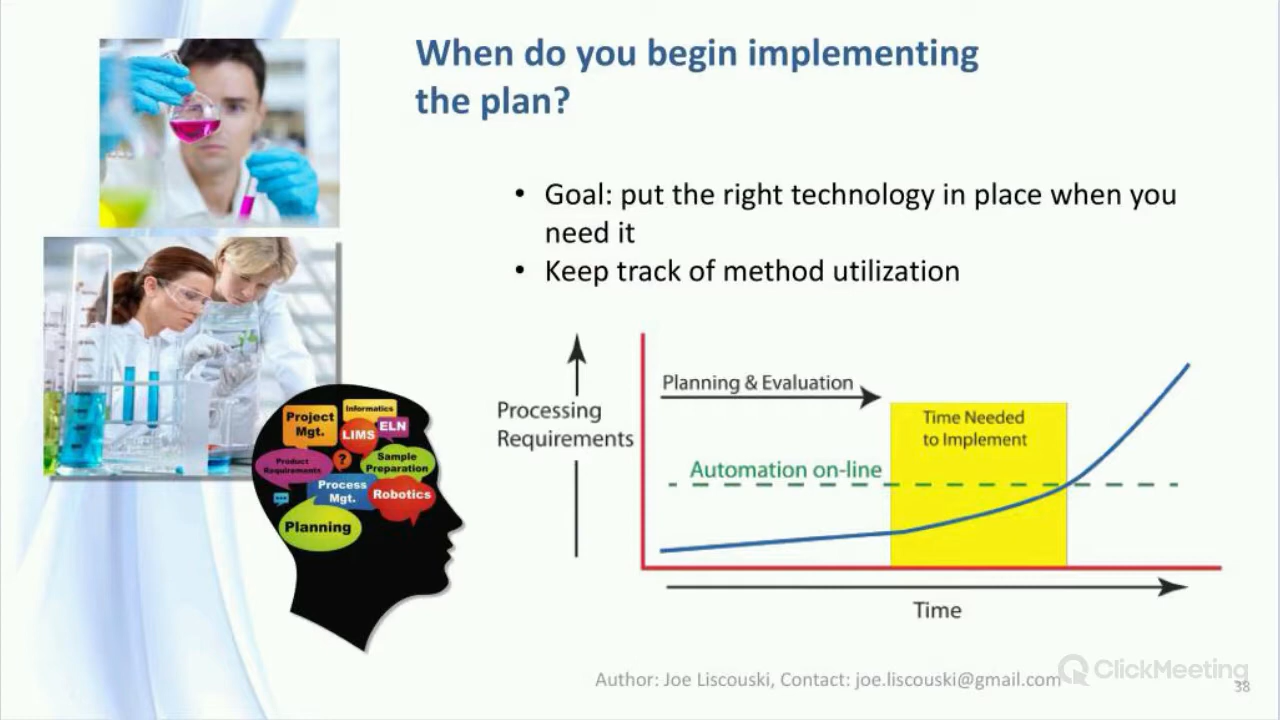 When do you begin implementing
the plan?
• Goal: put the right technology in place when you
need it
• Keep track of method utilization
Project
Mgt.
Informatics
LIMS
ELN
Product
Requirements
?
Sample
Preparation
Process
Mgt.
Robotics
Planning
Processing
Requirements
Planning & Evaluation
Time Needed
to Implement
Automation on-line
Time
Author: Joe Liscouski, Contact: joe.liscouski@gmail.com
ClickMeeting
38